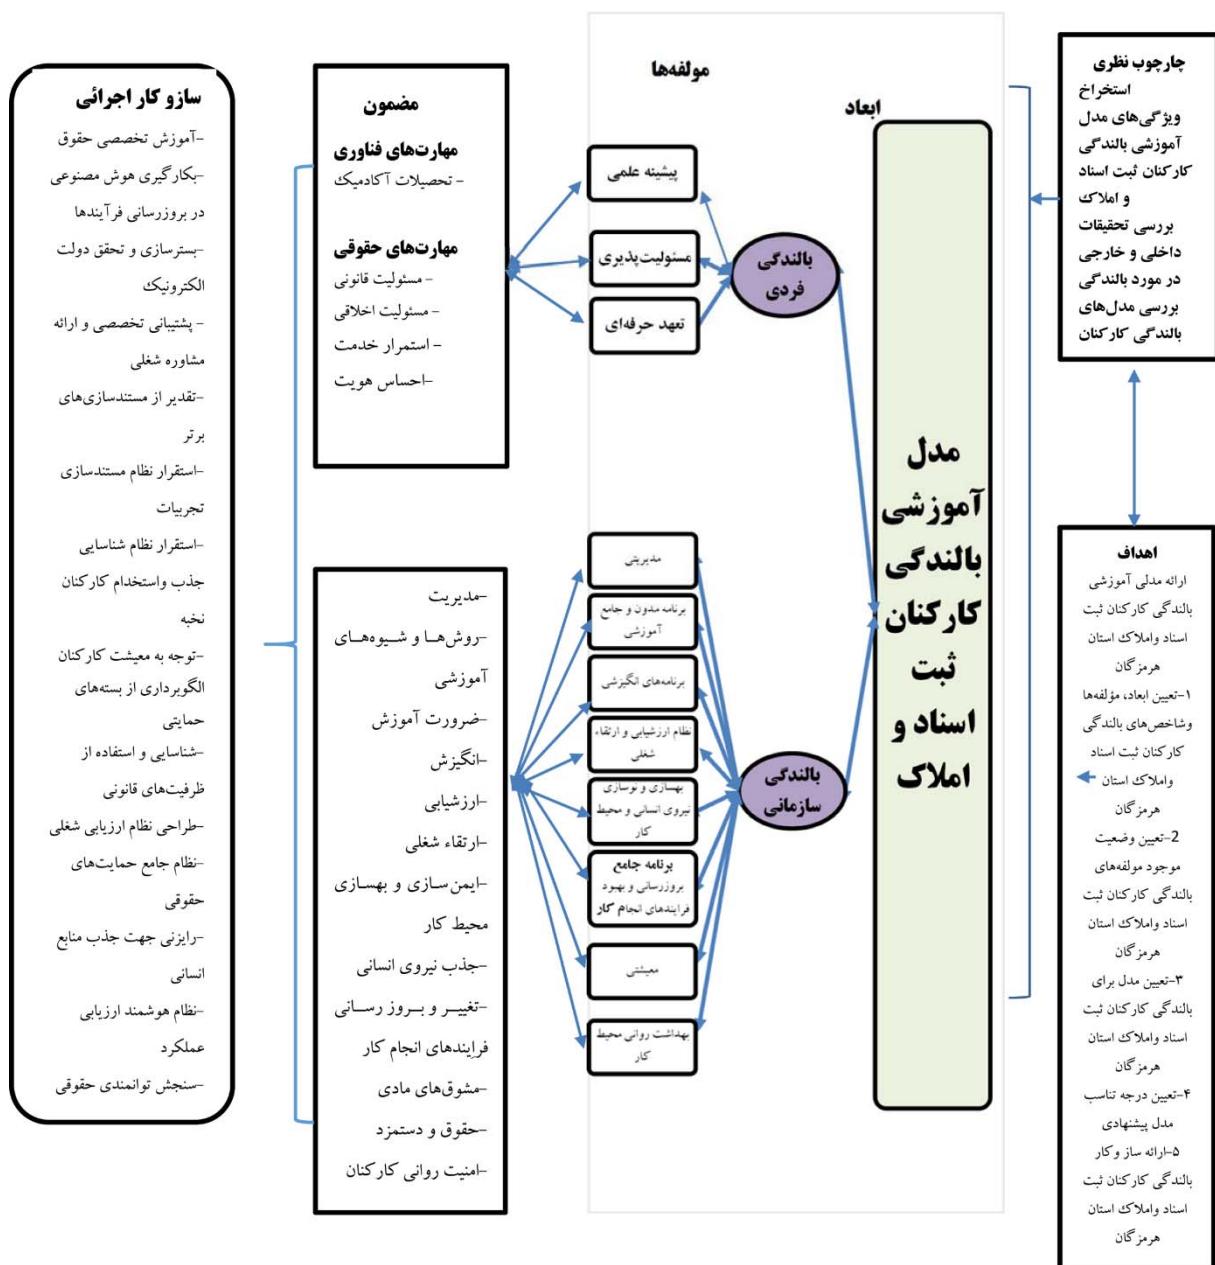 چارچوب نظری
استخراخ
ویژگی‌های مدل
آموزشی بالندگی
کارکنان ثبت اسناد
و املاک
بررسی تحقیقات
داخلی و خارجی
در مورد بالندگی
بررسی مدل‌های
بالندگی کارکنان
اهداف
ارائه مدلی آموزشی
بالندگی کارکنان ثبت
اسناد واملاک استان
هرمزگان
۱-تعیین ابعاد، مؤلفه‌ها
وشاخص‌های بالندگی
کارکنان ثبت اسناد
واملاک استان
هرمزگان
2-تعیین وضعیت
موجود مولفه‌های
بالندگی کارکنان ثبت
اسناد واملاک استان
هرمزگان
۳-تعیین مدل برای
بالندگی کارکنان ثبت
اسناد واملاک استان
هرمزگان
۴-تعیین درجه تناسب
مدل پیشنهادی
۵-ارائه ساز وکار
بالندگی کارکنان ثبت
اسناد واملاک استان
هرمزگان
ابعاد
مدل
آموزشی
بالندگی
کارکنان
ثبت
اسناد و
املاک
بالندگی
فردی
بالندگی
سازمانی
مولفه‌ها
پیشینه علمی
مسئولیت‌پذیری
تعهد حرفه‌ای
مدیریتی
برنامه مدون و جامع
آموزشی
برنامه‌های انگیزشی
نظام ارزشیابی و ارتقاء
شغلی
بهسازی و نوسازی
نیروی انسانی و محیط
کار
برنامه جامع
بروزرسانی و بهبود
فرایندهای انجام کار
معیشتی
بهداشت روانی محیط
کار
مضمون
مهارت‌های فناوری
- تحصیلات آکادمیک
مهارت‌های حقوقی
- مسئولیت قانونی
-مسئولیت اخلاقی
- استمرار خدمت
-احساس هویت
-مدیریت
-روش‌هـا و شـیوه‌هـای
آموزشی
-ضرورت آموزش
-انگیزش
-ارزشیابی
-ارتقاء شغلی
-ایمن سازی و بهسازی
محیط کار
-جذب نیروی انسانی
-تغییـر و بـروز رسـانی
فرایندهای انجام کار
-مشوق‌های مادی
-حقوق و دستمزد
-امنیت روانی کارکنان
سازو کار اجرائی
-آموزش تخصصی حقوق
-بکارگیری هوش مصنوعی
در بروزرسانی فرآیندها
-بسترسازی و تحقق دولت
الکترونیک
- پشتیبانی تخصصی و ارائه
مشاوره شغلی
-تقدیر از مستندسازی‌های
برتر
-استقرار نظام مستندسازی
تجربیات
-استقرار نظام شناسایی
جذب واستخدام کارکنان
نخبه
-توجه به معیشت کارکنان
الگوبرداری از بسته‌های
حمایتی
-شناسایی و استفاده از
ظرفیت‌های قانونی
-طراحی نظام ارزیابی شغلی
-نظام جامع حمایت‌های
حقوقی
-رایزنی جهت جذب منابع
انسانی
-نظام هوشمند ارزیابی
عملکرد
-سنجش توانمندی حقوقی